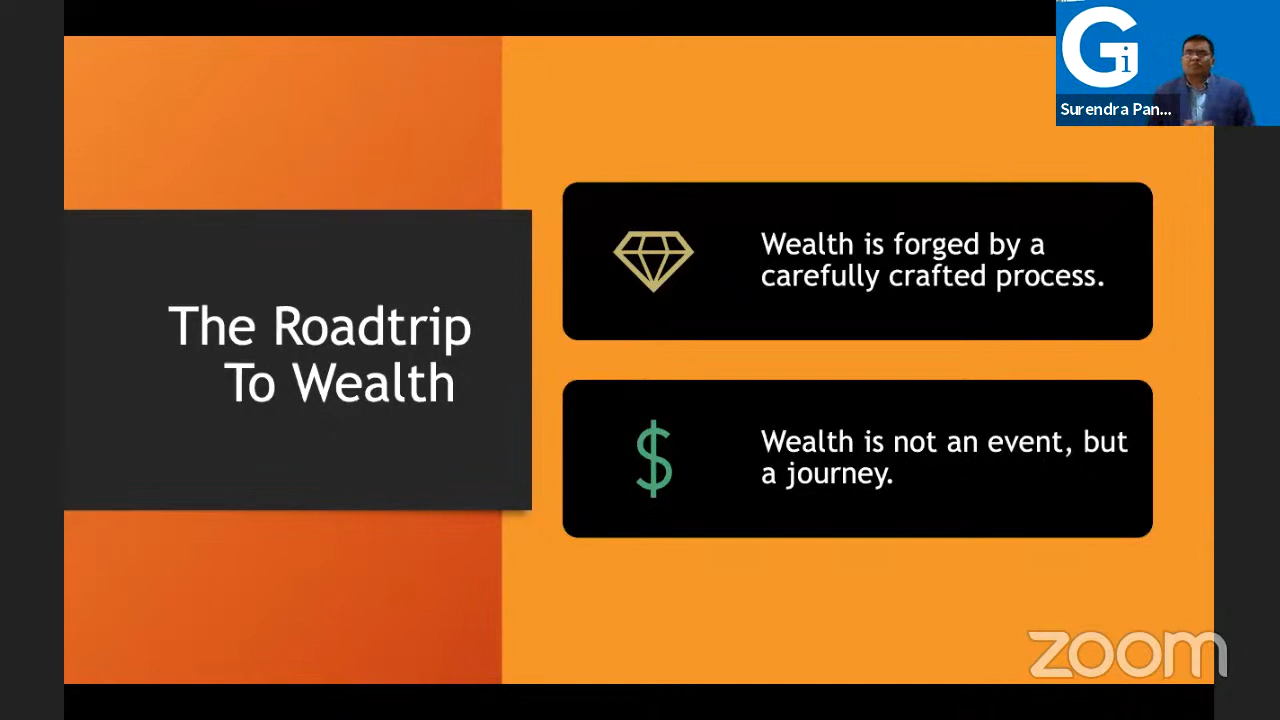 The Roadtrip
To Wealth
Wealth is forged by a
carefully crafted process.
$
Wealth is not an event, but
a journey.
Gi
Surendra Pan...
zoom